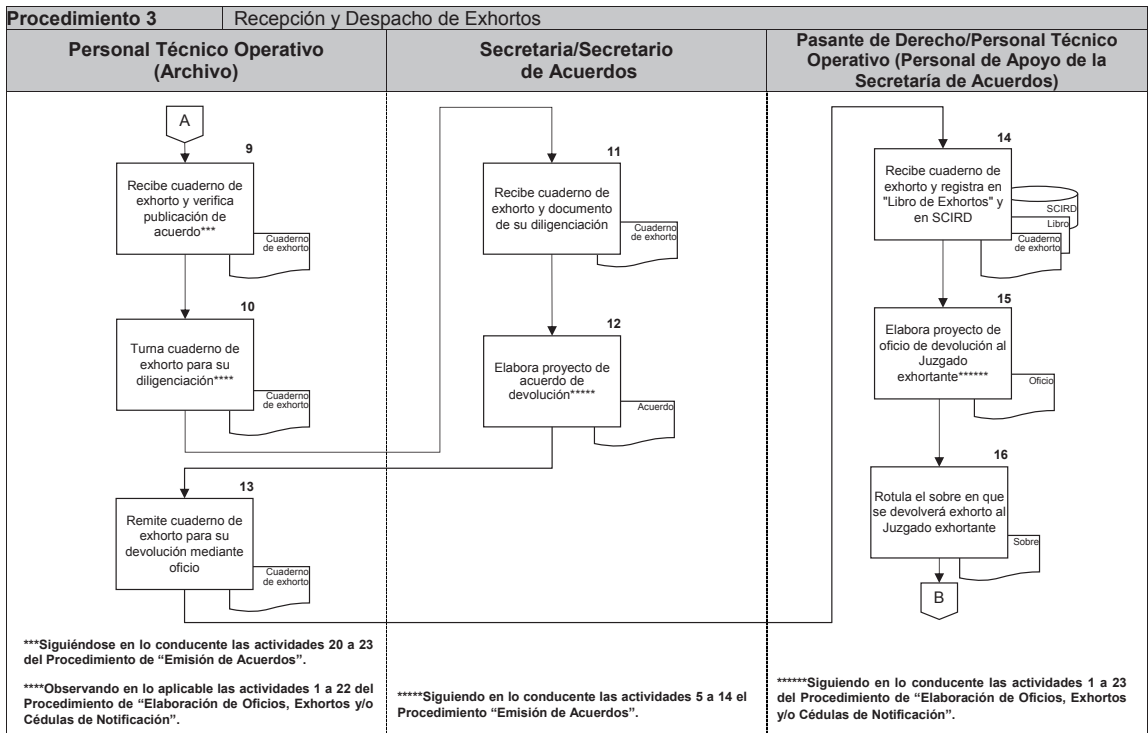 Procedimiento 3
Recepción y Despacho de Exhortos
Personal Técnico Operativo
(Archivo)
Secretaria/Secretario
de Acuerdos
Pasante de Derecho/Personal Técnico
Operativo (Personal de Apoyo de la
Secretaría de Acuerdos)
A
9
Recibe cuaderno de
exhorto y verifica
publicación de
acuerdo***
Cuaderno
de exhorto
10
Turna cuaderno de
exhorto para su
diligenciación****
Cuaderno
de exhorto
13
Remite cuaderno de
exhorto para su
devolución mediante
oficio
Cuaderno
de exhorto
***Siguiéndose en lo conducente las actividades 20 a 23
del Procedimiento de “Emisión de Acuerdos”.
****Observando en lo aplicable las actividades 1 a 22 del
Procedimiento de “Elaboración de Oficios, Exhortos y/o
Cédulas de Notificación”.
11
Recibe cuaderno de
exhorto y documento
de su diligenciación
Cuaderno
de exhorto
12
Elabora proyecto de
acuerdo de
devolución*****
Acuerdo
*****Siguiendo en lo conducente las actividades 5 a 14 el
Procedimiento “Emisión de Acuerdos”.
14
Recibe cuaderno de
exhorto y registra en
"Libro de Exhortos" y
en SCIRD
SCIRD
Libro
Cuaderno
de exhorto
15
Elabora proyecto de
oficio de devolución al
Juzgado
exhortante******
Oficio
16
Rotula el sobre en que
se devolverá exhorto al
Juzgado exhortante
Sobre
B
******Siguiendo en lo conducente las actividades 1 a 23
del Procedimiento de “Elaboración de Oficios, Exhortos
y/o Cédulas de Notificación”.